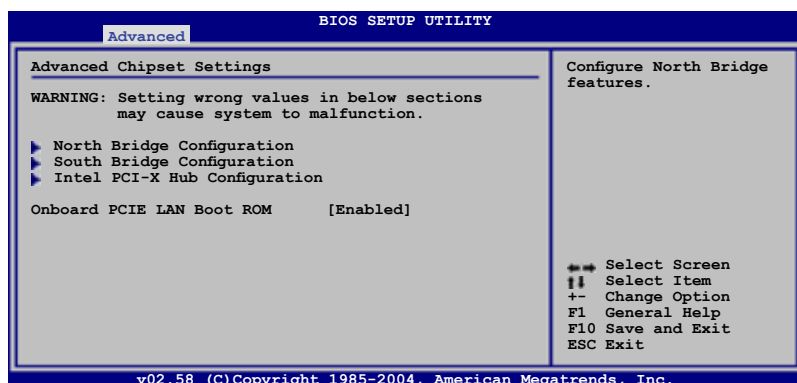 BIOS SETUP UTILITY
Advanced
Advanced Chipset Settings
WARNING: Setting wrong values in below sections
may cause system to malfunction.
North Bridge Configuration
South Bridge Configuration
Intel PCI-X Hub Configuration
Onboard PCIE LAN Boot ROM [Enabled]
Configure North Bridge
features.
Select Screen
Select Item
+- Change Option
F1 General Help
F10 Save and Exit
ESC Exit
v02.58 (C)Copyright 1985-2004, American Megatrends, Inc.